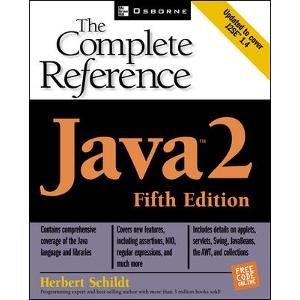 OSBORNE
The
Complete
Reference
Updated to cover
J2SE™ 1.4
Java™ 2
Fifth Edition
Contains comprehensive
coverage of the Java
language and libraries
Covers new features,
including assertions, NIO,
regular expressions, and
much more
Includes details on applets,
servlets, Swing, JavaBeans,
the AWT, and collections
Herbert Schildt
Programming expert and best-selling author with more than 3 million books sold!
FREE
CODE
ONLINE